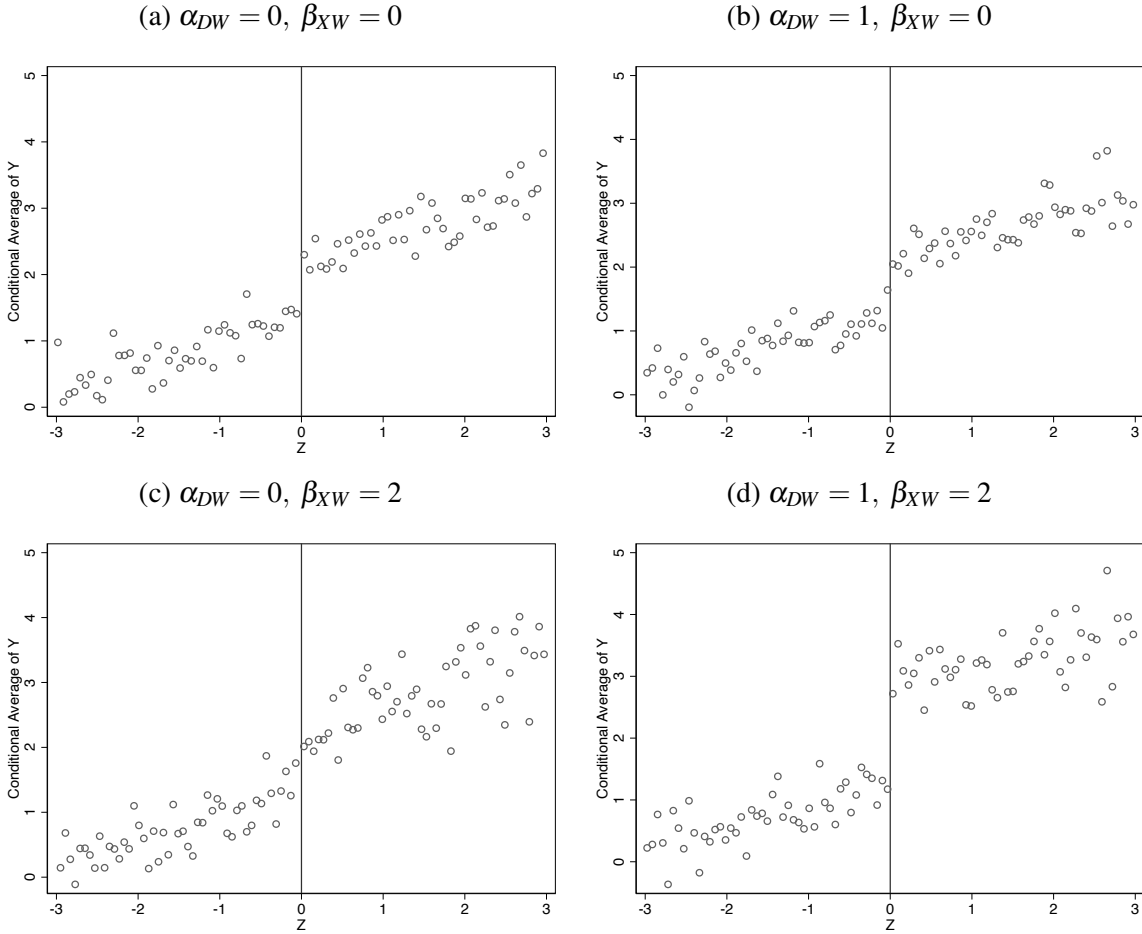 (a) α_DW = 0, β_XW = 0
(b) α_DW = 1, β_XW = 0
Conditional Average of Y
5
4
3
2
1
0
-3 -2 -1 0 1 2 3
Z
Conditional Average of Y
5
4
3
2
1
0
-3 -2 -1 0 1 2 3
Z
(c) α_DW = 0, β_XW = 2
(d) α_DW = 1, β_XW = 2
Conditional Average of Y
5
4
3
2
1
0
-3 -2 -1 0 1 2 3
Z
Conditional Average of Y
5
4
3
2
1
0
-3 -2 -1 0 1 2 3
Z